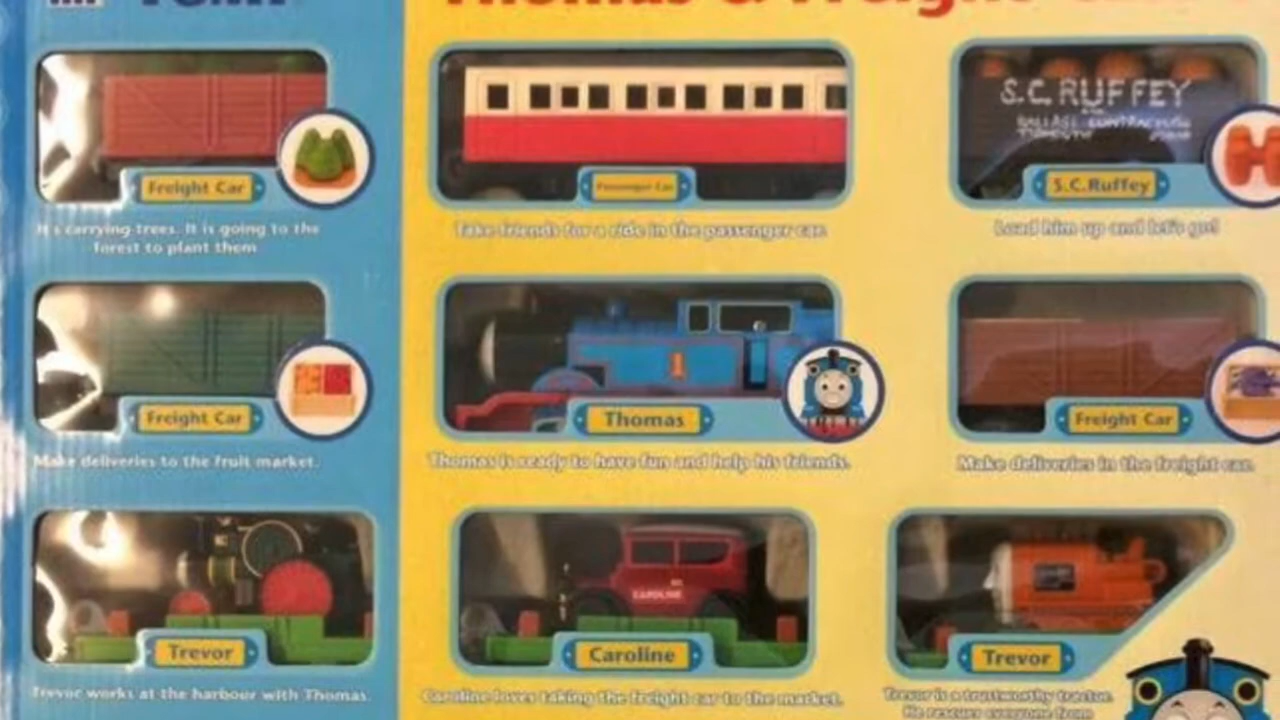 Thomas & Freight
Freight Car
It's carrying trees. It is going to the
forest to plant them
Passenger Car
Take friends for a ride in the passenger car.
S.C. RUFFEY
S.C.Ruffey
Load him up and let's go!
Freight Car
Make deliveries to the fruit market.
1
Thomas
Thomas is ready to have fun and help his friends.
Freight Car
Make deliveries in the freight car.
Trevor
Trevor works at the harbour with Thomas.
CAROLINE
Caroline
Caroline loves taking the freight car to the market.
Trevor
Trevor is a trustworthy tractor.
He rescues everyone from